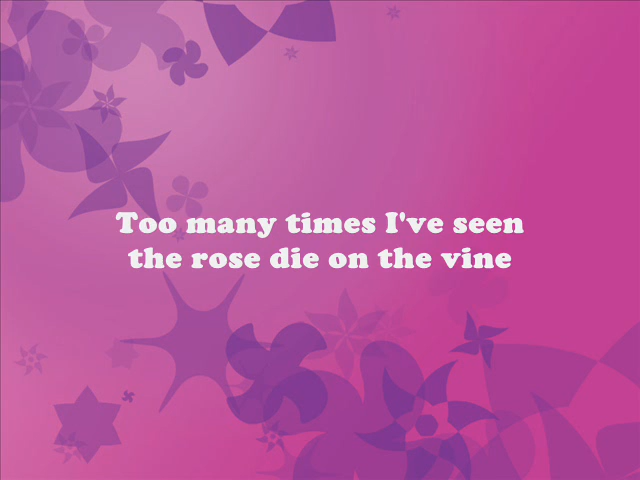 Too many times I've seen
the rose die on the vine